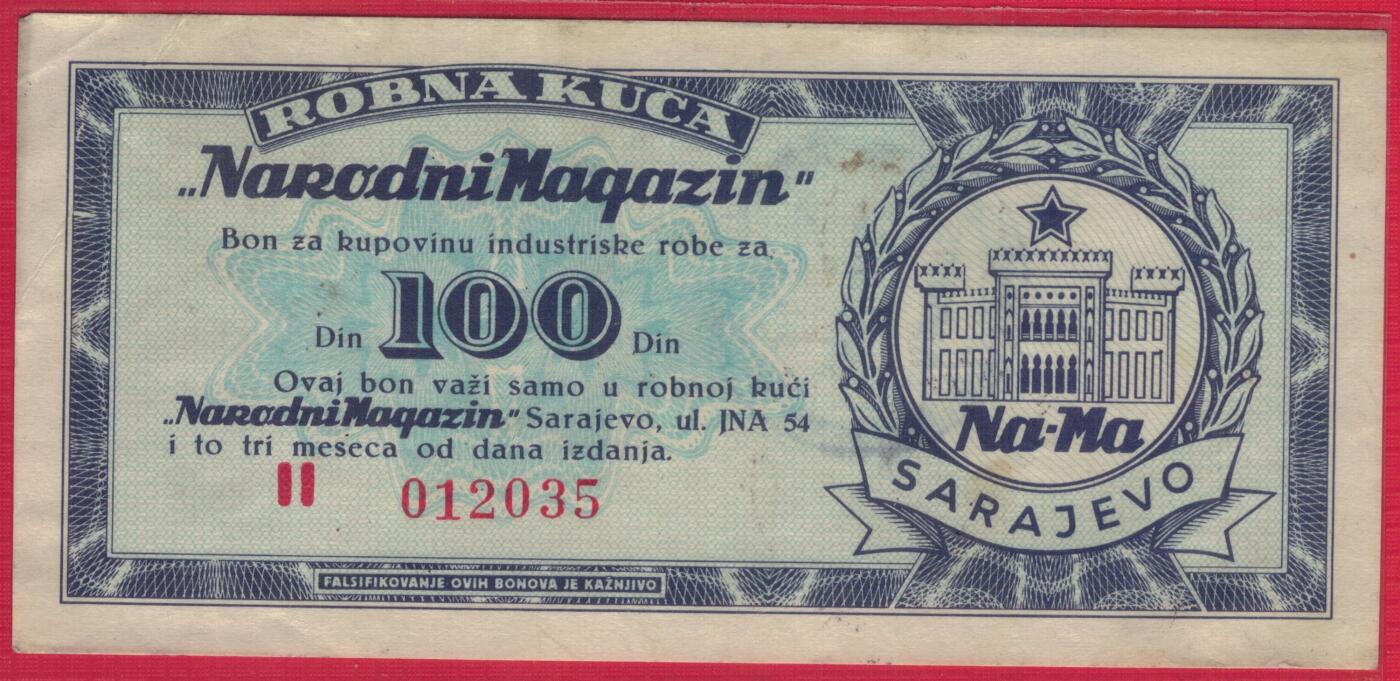 ROBNA KUĆA
„Narodni Magazin"
Bon za kupovinu industriske robe za
Din 100 Din
Ovaj bon važi samo u robnoj kući
„Narodni Magazin" Sarajevo, ul. JNA 54
i to tri meseca od dana izdanja.
II 012035
FALSIFIKOVANJE OVIH BONOVA JE KAŽNJIVO
Na-Ma
SARAJEVO